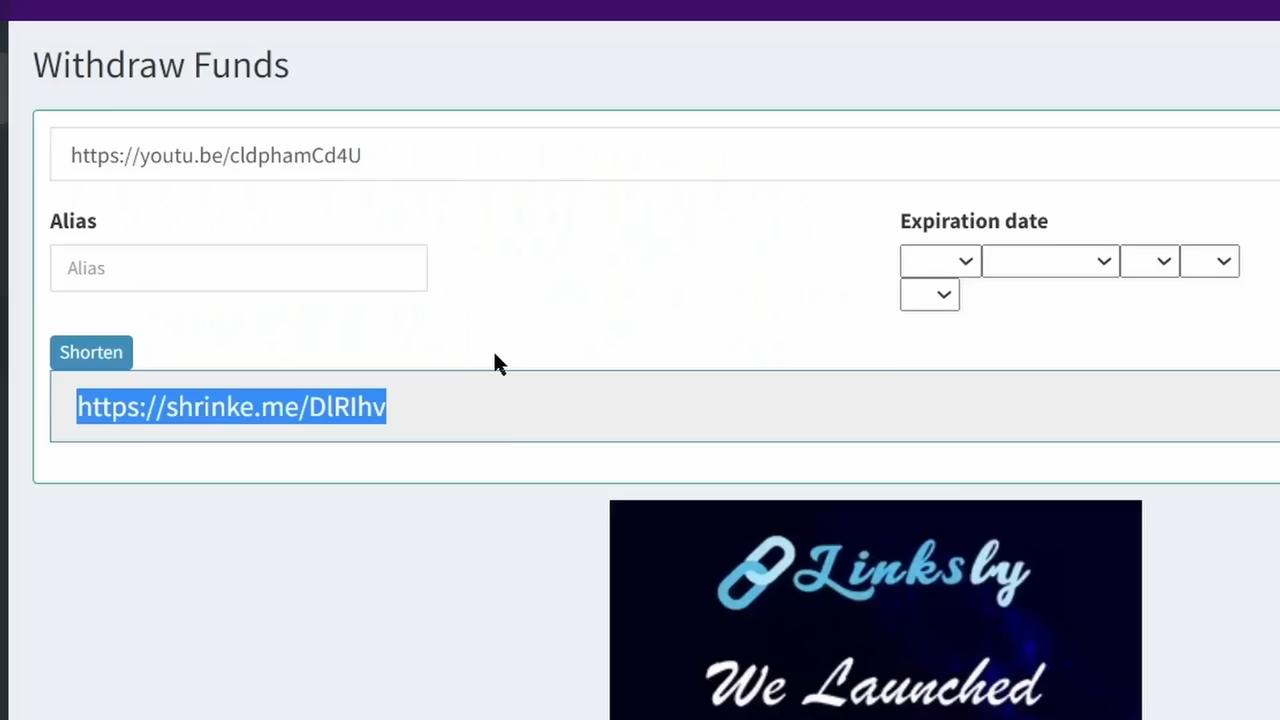 Withdraw Funds
https://youtu.be/cldphamCd4U
Alias
Expiration date
Alias
Shorten
https://shrinke.me/DlRIhv
Linksly
We Launched